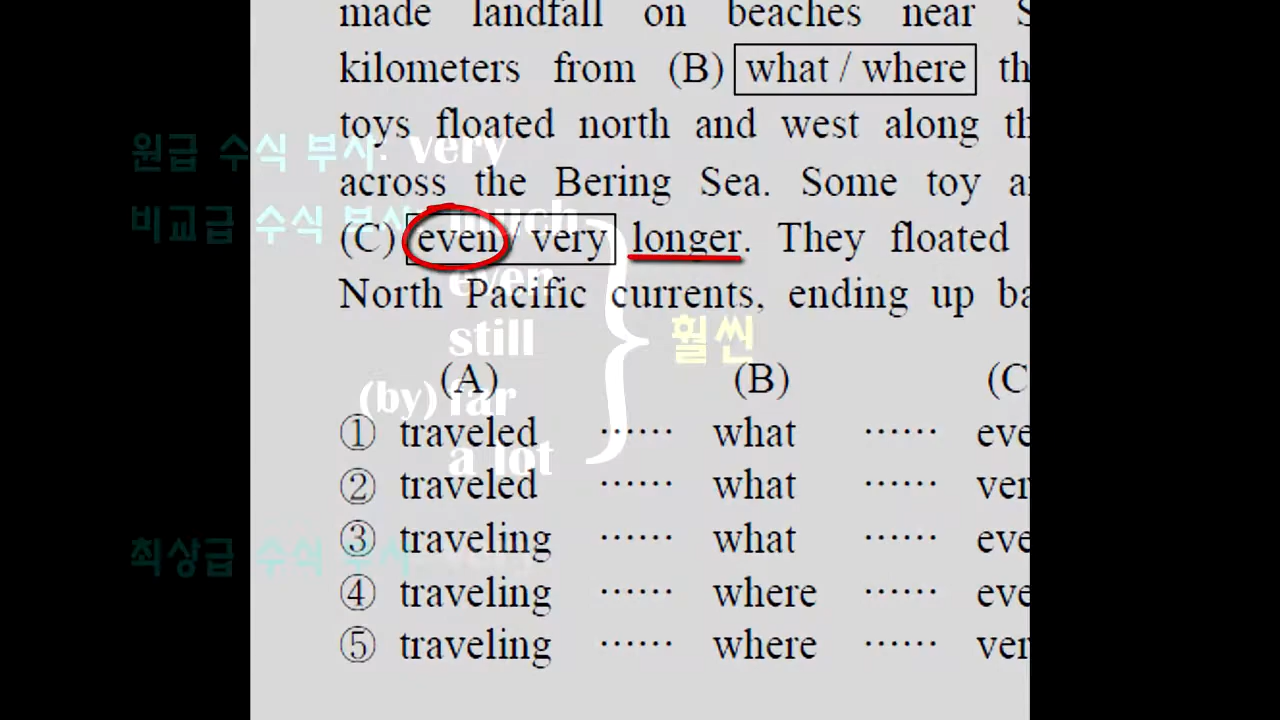 made landfall on beaches near S
kilometers from (B) what / where th
toys floated north and west along th
across the Bering Sea. Some toy a
(C) even / very longer. They floated
North Pacific currents, ending up ba
(A) (B) (C
① traveled ······ what ······ eve
② traveled ······ what ······ ver
③ traveling ······ what ······ eve
④ traveling ······ where ······ eve
⑤ traveling ······ where ······ ver
원급 수식 부사: very
비교급 수식 부사: much
even
still
(by) far
a lot
훨씬
최상급 수식 부사: very